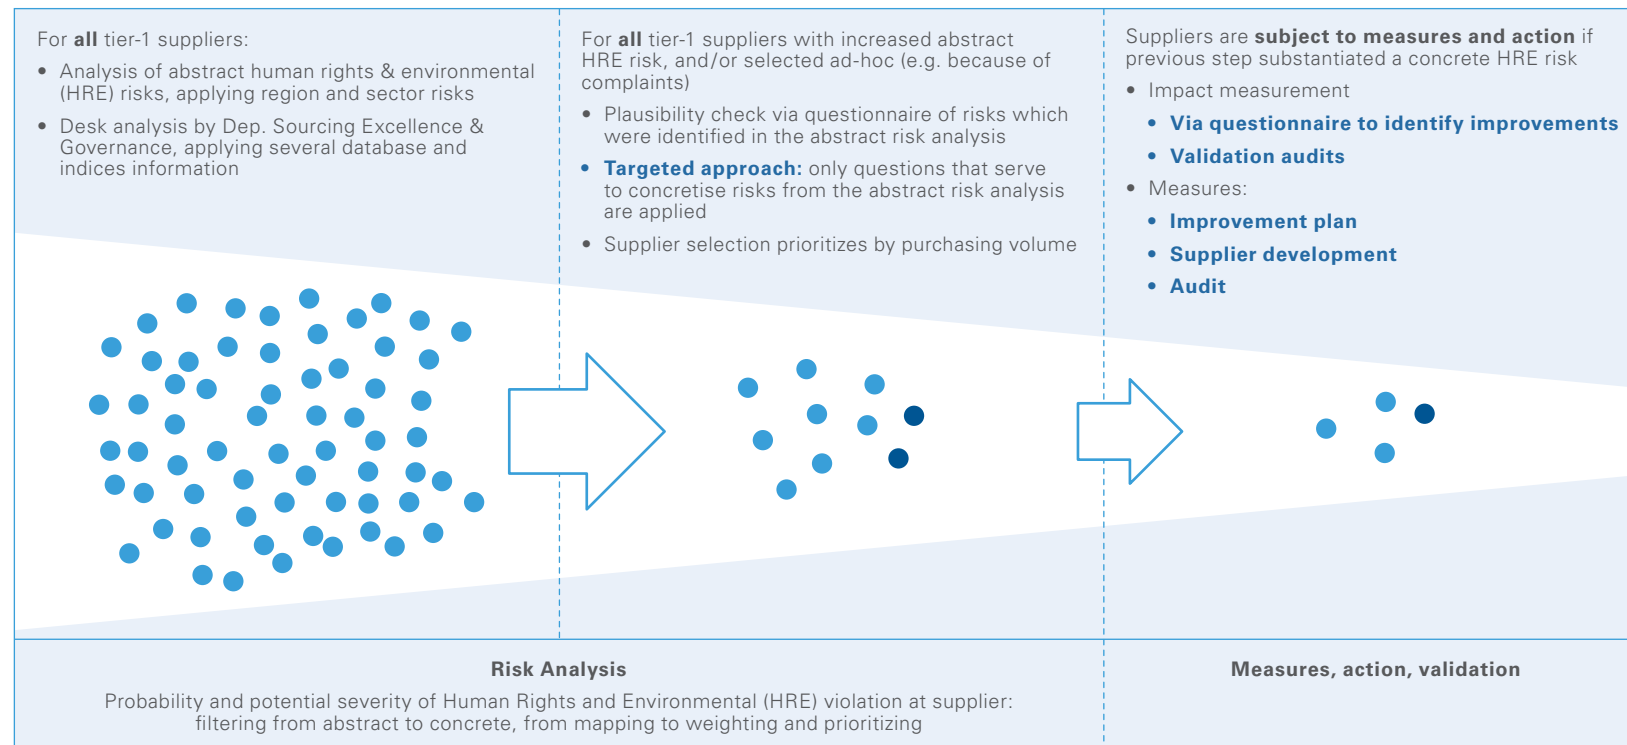 For all tier-1 suppliers:
• Analysis of abstract human rights & environmental
(HRE) risks, applying region and sector risks
• Desk analysis by Dep. Sourcing Excellence &
Governance, applying several database and
indices information
For all tier-1 suppliers with increased abstract
HRE risk, and/or selected ad-hoc (e.g. because of
complaints)
• Plausibility check via questionnaire of risks which
were identified in the abstract risk analysis
• Targeted approach: only questions that serve
to concretise risks from the abstract risk analysis
are applied
• Supplier selection prioritizes by purchasing volume
Suppliers are subject to measures and action if
previous step substantiated a concrete HRE risk
• Impact measurement
• Via questionnaire to identify improvements
• Validation audits
• Measures:
• Improvement plan
• Supplier development
• Audit
Risk Analysis
Probability and potential severity of Human Rights and Environmental (HRE) violation at supplier:
filtering from abstract to concrete, from mapping to weighting and prioritizing
Measures, action, validation